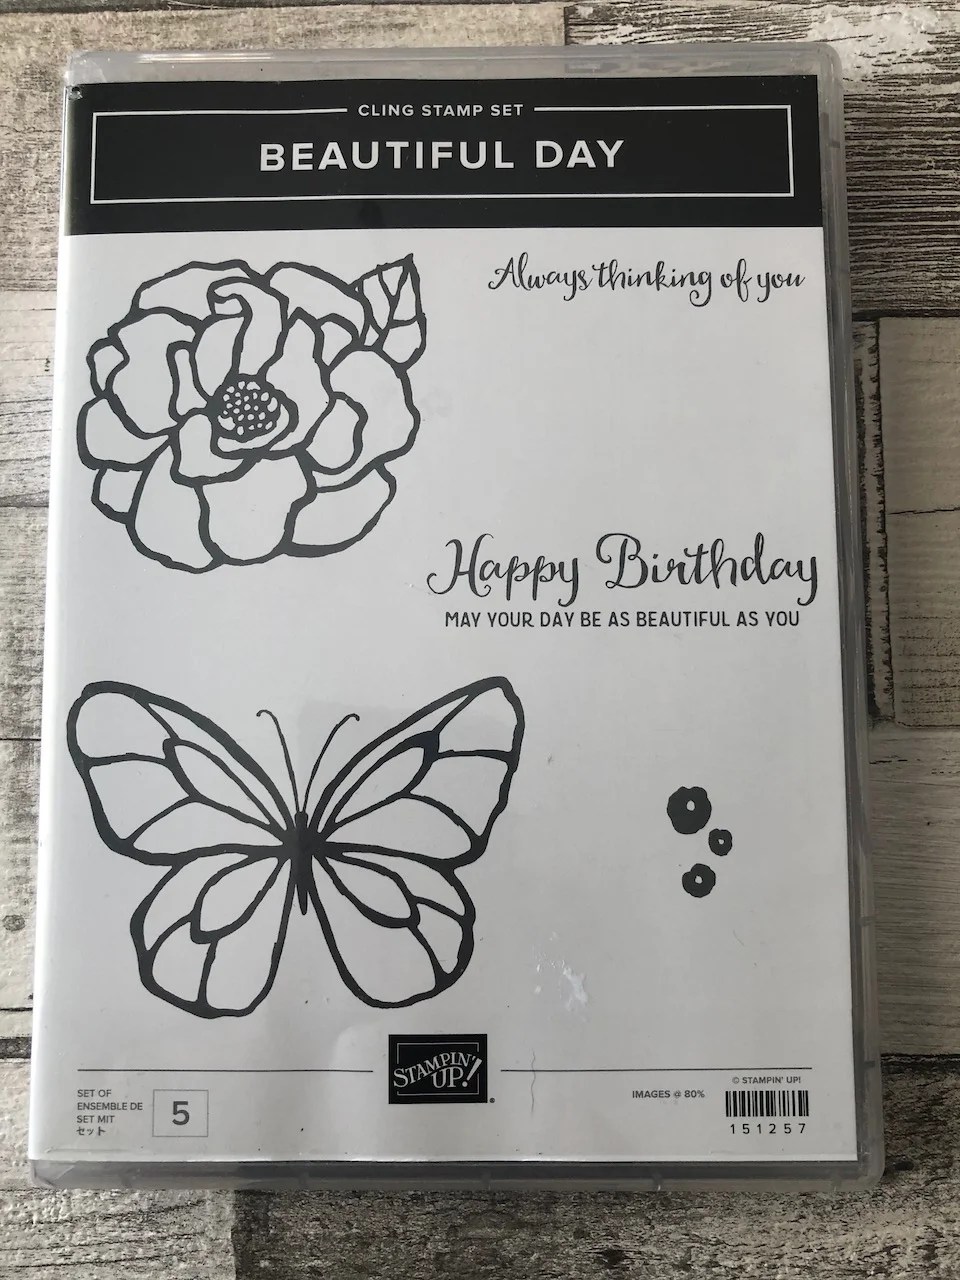 CLING STAMP SET
BEAUTIFUL DAY
Always thinking of you
Happy Birthday
MAY YOUR DAY BE AS BEAUTIFUL AS YOU
STAMPIN' UP!®
SET OF
ENSEMBLE DE
SET MIT
セット
5
IMAGES @ 80%
© STAMPIN' UP!
151257